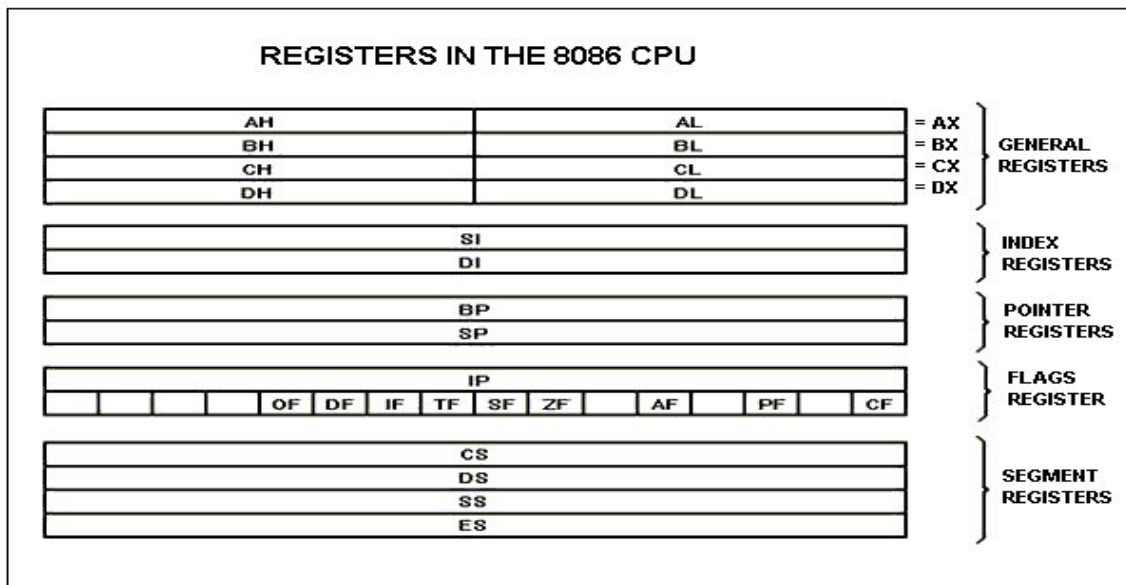 REGISTERS IN THE 8086 CPU
AH AL = AX
BH BL = BX
CH CL = CX
DH DL = DX
GENERAL
REGISTERS
SI
DI
INDEX
REGISTERS
BP
SP
POINTER
REGISTERS
IP
OF DF IF TF SF ZF AF PF CF
FLAGS
REGISTER
CS
DS
SS
ES
SEGMENT
REGISTERS